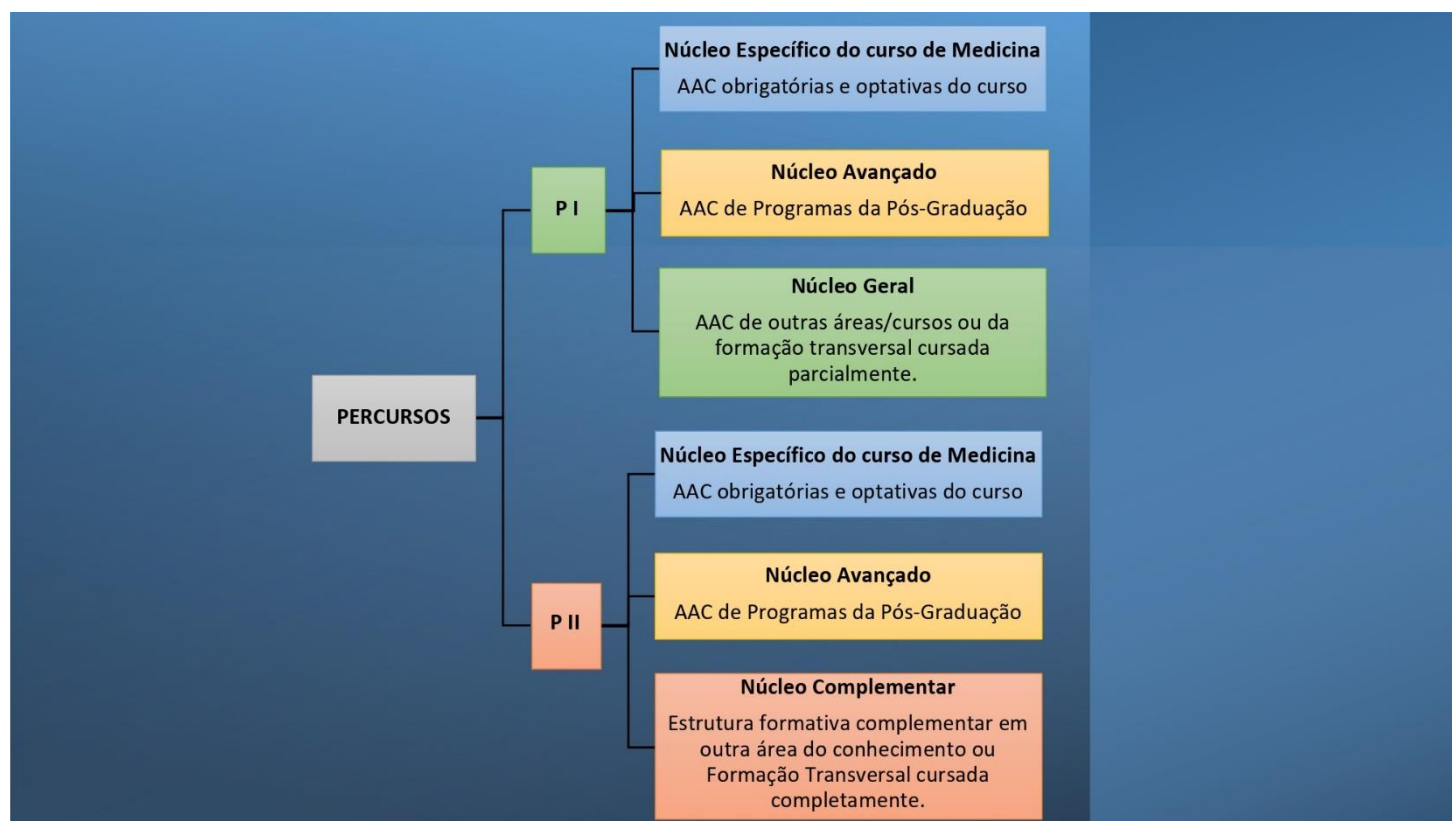 PERCURSOS
P I
Núcleo Específico do curso de Medicina
AAC obrigatórias e optativas do curso
Núcleo Avançado
AAC de Programas da Pós-Graduação
Núcleo Geral
AAC de outras áreas/cursos ou da
formação transversal cursada
parcialmente.
P II
Núcleo Específico do curso de Medicina
AAC obrigatórias e optativas do curso
Núcleo Avançado
AAC de Programas da Pós-Graduação
Núcleo Complementar
Estrutura formativa complementar em
outra área do conhecimento ou
Formação Transversal cursada
completamente.